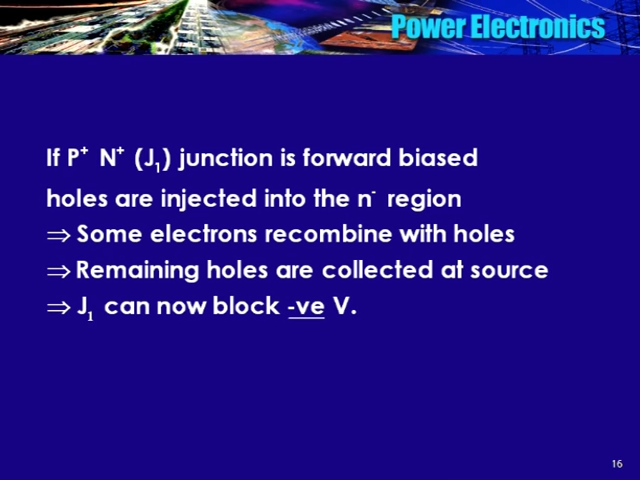 Power Electronics
If P⁺ N⁺ (J₁) junction is forward biased
holes are injected into the n⁻ region
⇒ Some electrons recombine with holes
⇒ Remaining holes are collected at source
⇒ J₁ can now block -ve V.
16